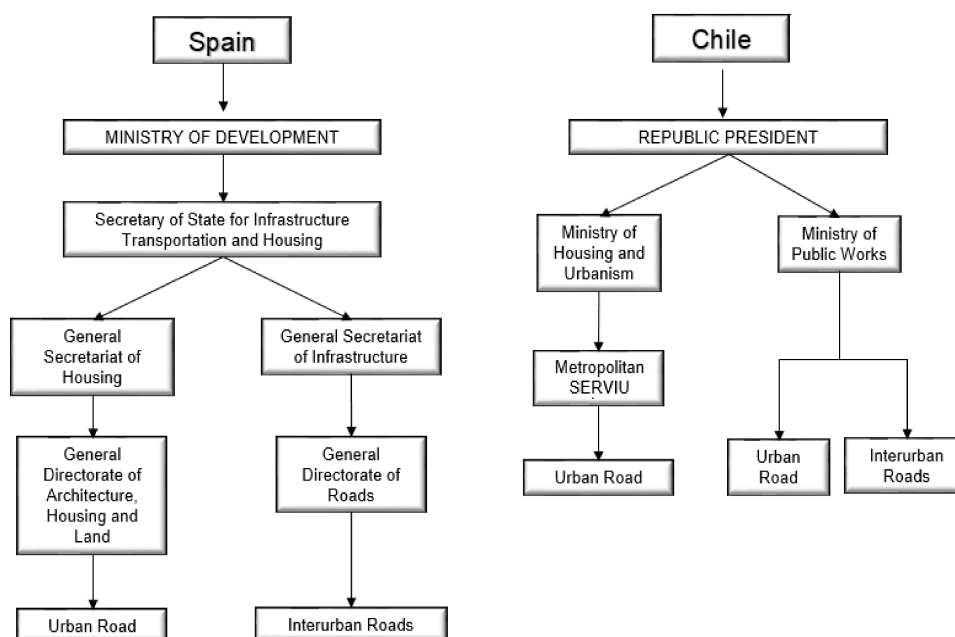 Spain
MINISTRY OF DEVELOPMENT
Secretary of State for Infrastructure
Transportation and Housing
General
Secretariat of
Housing
General Secretariat
of Infrastructure
General
Directorate of
Architecture,
Housing and
Land
General
Directorate of
Roads
Urban Road
Interurban Roads
Chile
REPUBLIC PRESIDENT
Ministry of
Housing and
Urbanism
Ministry of
Public Works
Metropolitan
SERVIU
Urban Road
Urban
Road
Interurban
Roads